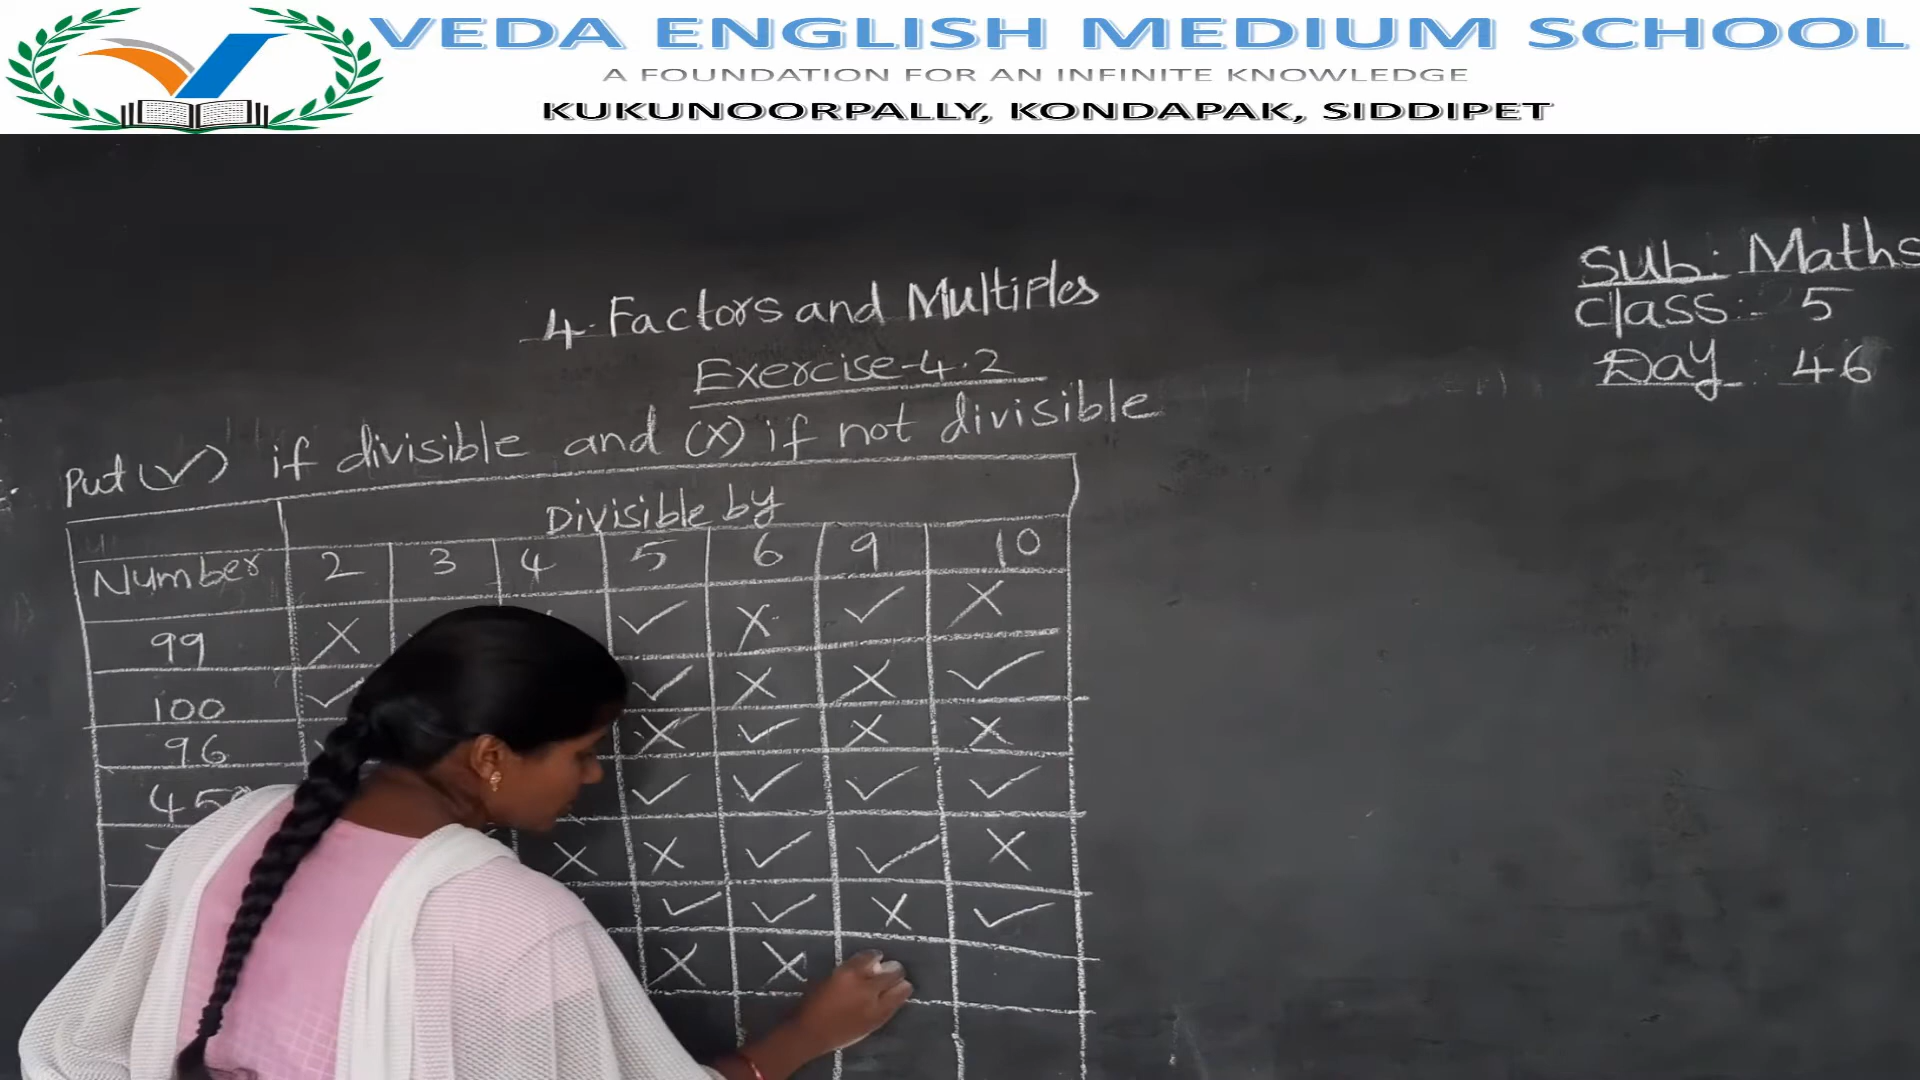 VEDA ENGLISH MEDIUM SCHOOL
A FOUNDATION FOR AN INFINITE KNOWLEDGE
KUKUNOORPALLY, KONDAPAK, SIDDIPET
Sub: Maths
Class:- 5
Day: 46
4. Factors and Multiples
Exercise-4.2
Put (✓) if divisible and (X) if not divisible
Divisible by
Number 2 3 4 5 6 9 10
99 X ✓ X ✓ X
100 ✓ ✓ X X ✓
96 X ✓ X X
45 ✓ ✓ ✓ ✓
X X ✓ ✓ X
✓ ✓ X ✓
X X